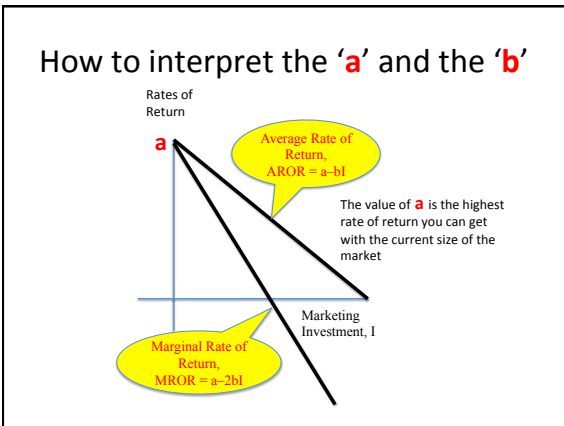 How to interpret the ‘a’ and the ‘b’
Rates of
Return
a
Average Rate of
Return,
AROR = a–bI
The value of a is the highest
rate of return you can get
with the current size of the
market
Marketing
Investment, I
Marginal Rate of
Return,
MROR = a–2bI